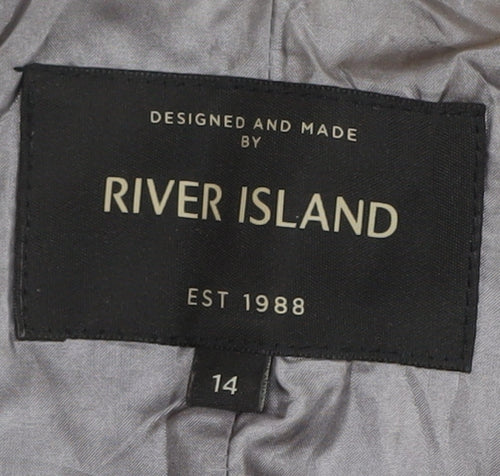 DESIGNED AND MADE
BY
RIVER ISLAND
EST 1988
14